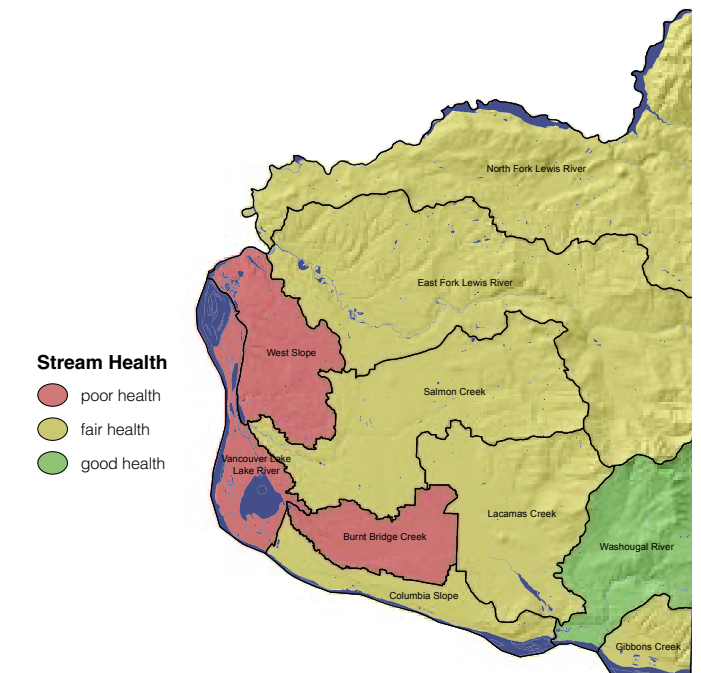 North Fork Lewis River
East Fork Lewis River
West Slope
Stream Health
poor health
fair health
good health
Salmon Creek
Vancouver Lake
Lake River
Lacamas Creek
Burnt Bridge Creek
Washougal River
Columbia Slope
Gibbons Creek